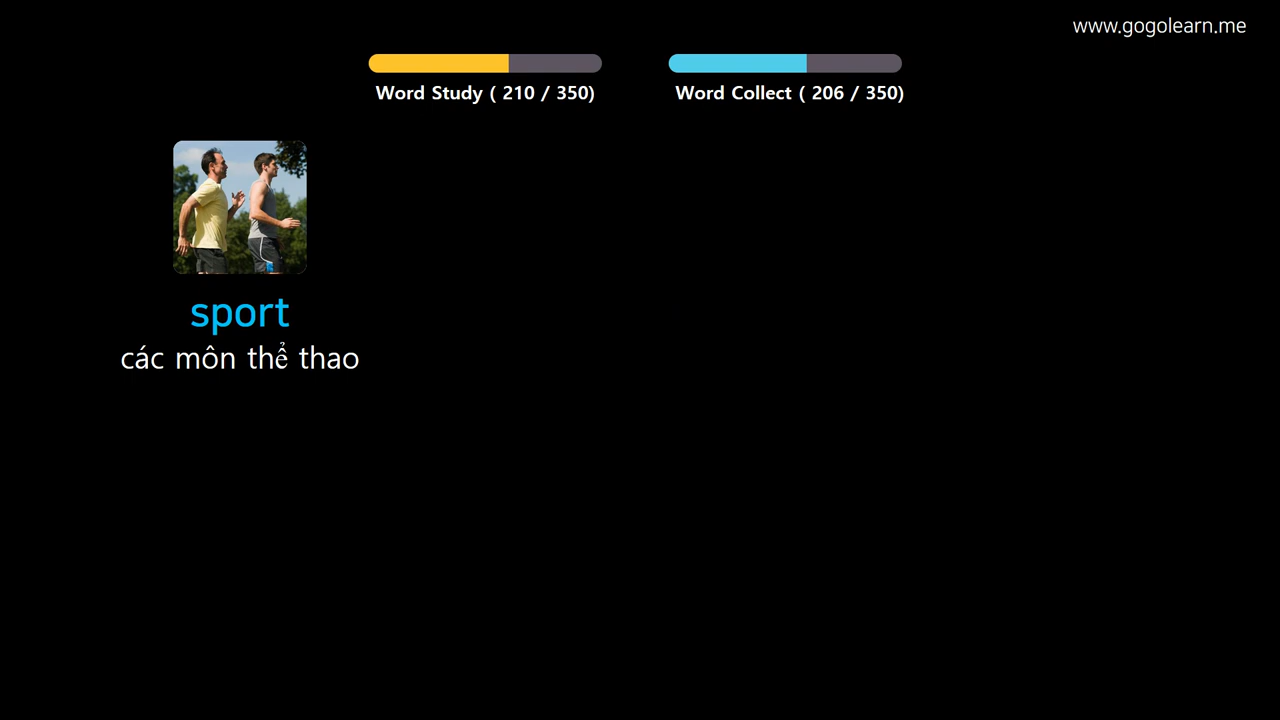 www.gogolearn.me
Word Study ( 210 / 350)
Word Collect ( 206 / 350)
sport
các môn thể thao